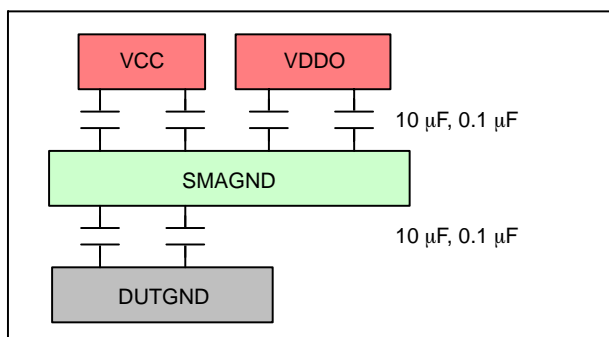 VCC VDDO
10 μF, 0.1 μF
SMAGND
10 μF, 0.1 μF
DUTGND